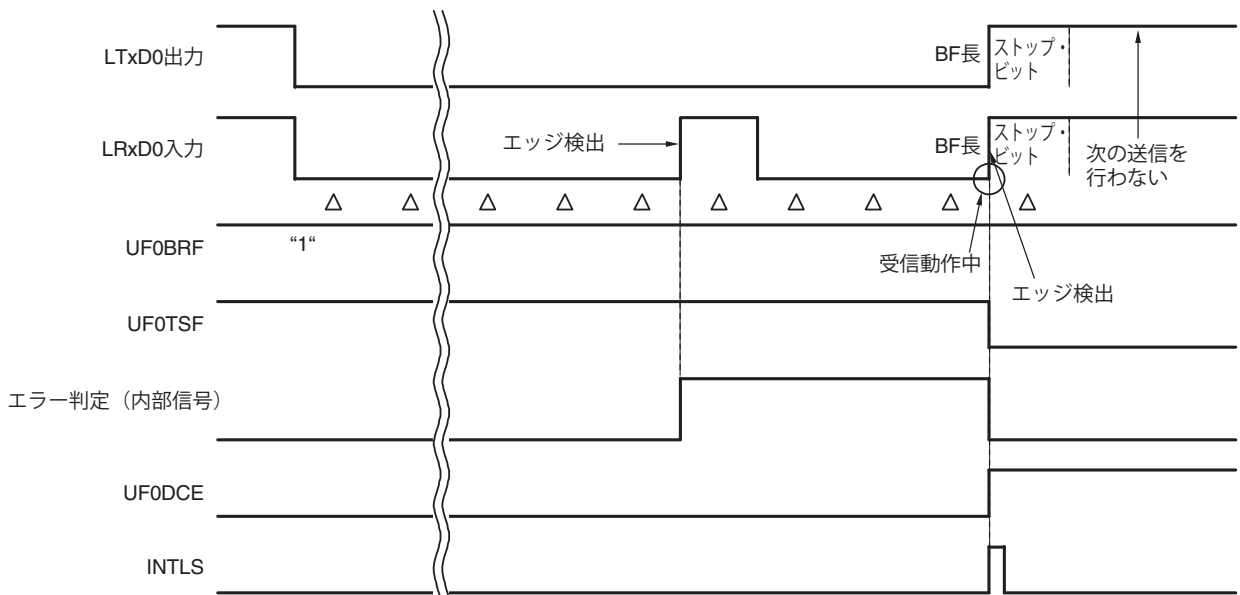 LTxD0出力
BF長
ストップ・
ビット
LRxD0入力
エッジ検出
BF長
ストップ・
ビット
次の送信を
行わない
UF0BRF
“1“
受信動作中
エッジ検出
UF0TSF
エラー判定（内部信号）
UF0DCE
INTLS